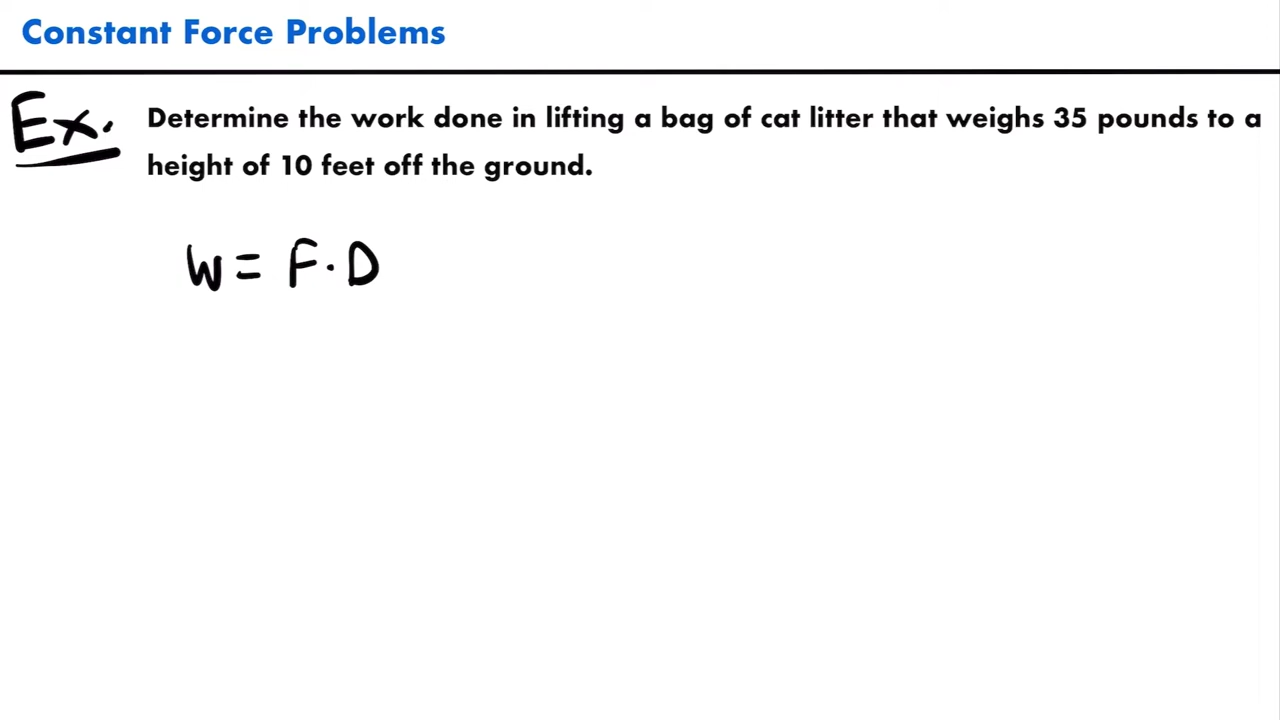 Constant Force Problems
Ex. Determine the work done in lifting a bag of cat litter that weighs 35 pounds to a
height of 10 feet off the ground.
W = F · D